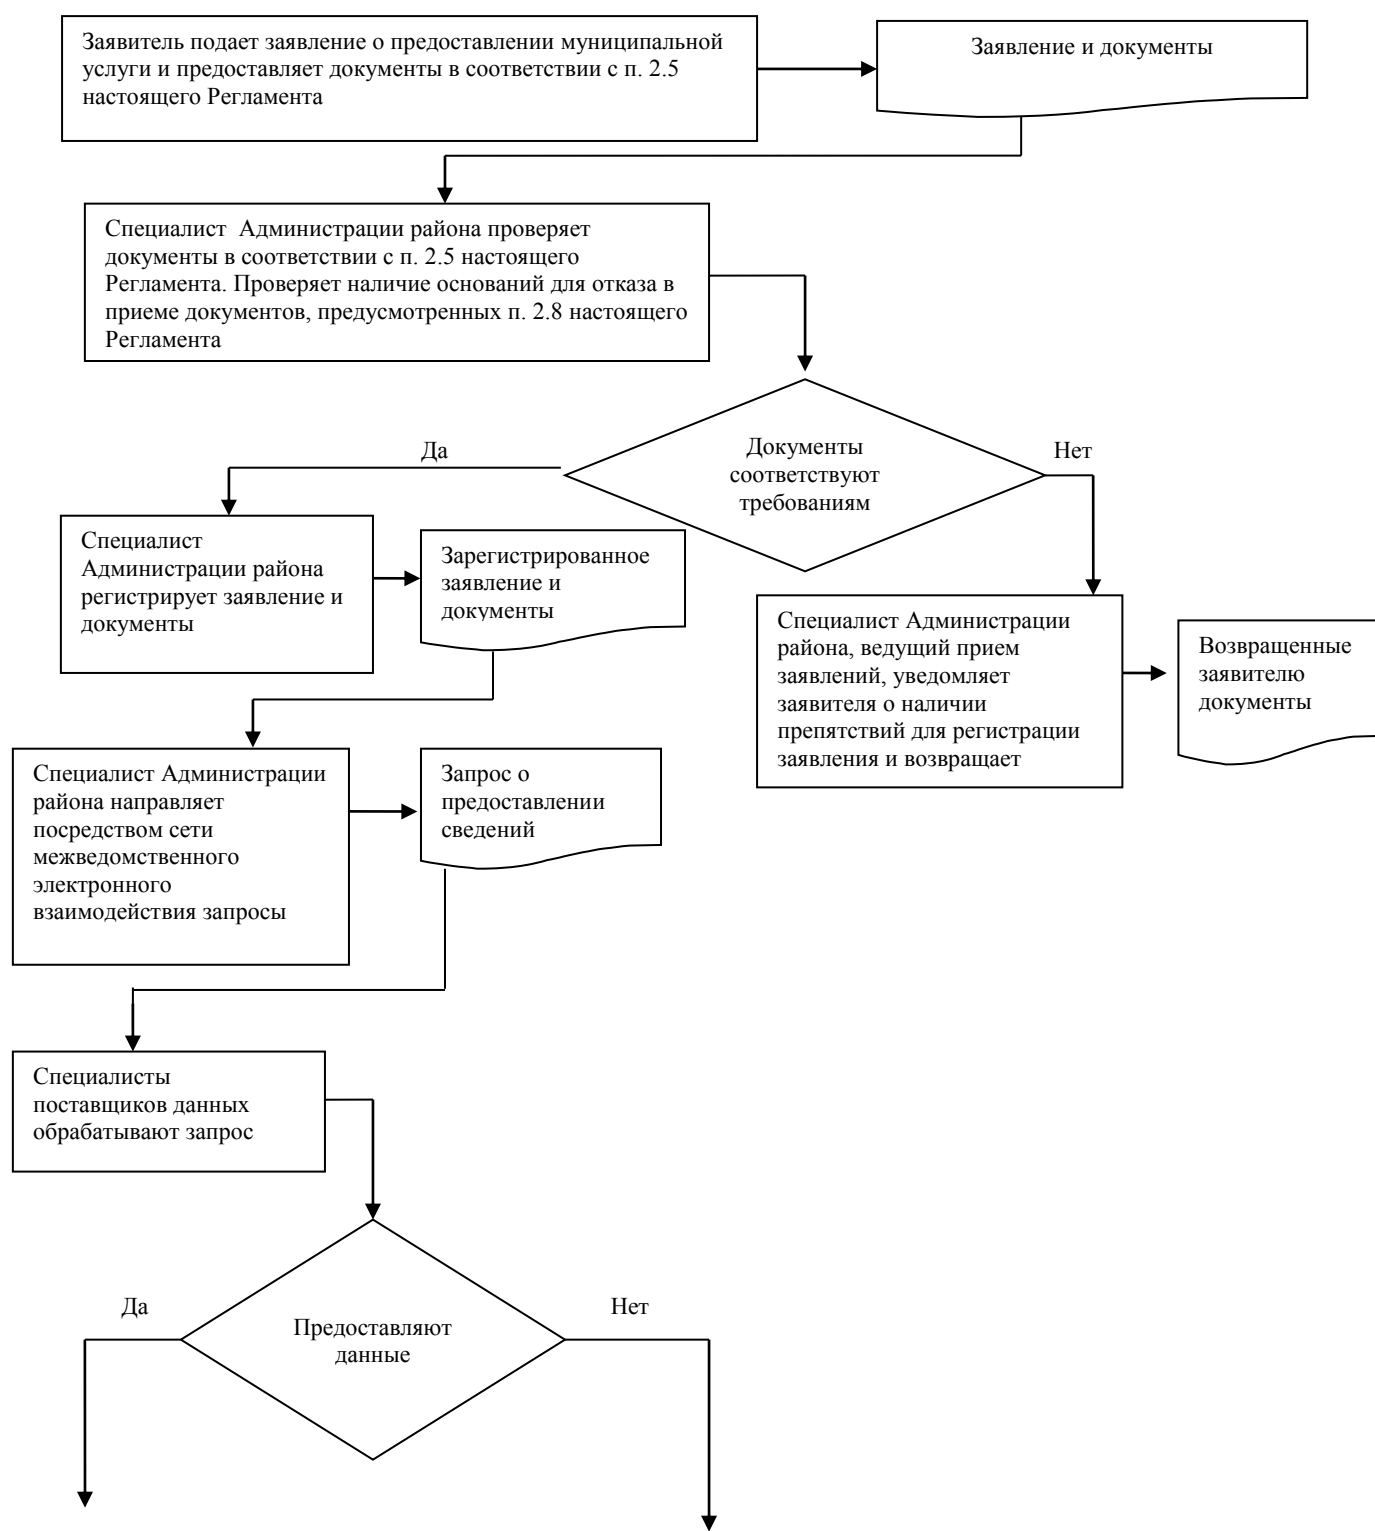 Заявитель подает заявление о предоставлении муниципальной
услуги и предоставляет документы в соответствии с п. 2.5
настоящего Регламента
Заявление и документы
Специалист  Администрации района проверяет
документы в соответствии с п. 2.5 настоящего
Регламента. Проверяет наличие оснований для отказа в
приеме документов, предусмотренных п. 2.8 настоящего
Регламента
Да
Документы
соответствуют
требованиям
Нет
Специалист
Администрации района
регистрирует заявление и
документы
Зарегистрированное
заявление и
документы
Специалист Администрации
района, ведущий прием
заявлений, уведомляет
заявителя о наличии
препятствий для регистрации
заявления и возвращает
Возвращенные
заявителю
документы
Специалист Администрации
района направляет
посредством сети
межведомственного
электронного
взаимодействия запросы
Запрос о
предоставлении
сведений
Специалисты
поставщиков данных
обрабатывают запрос
Да
Предоставляют
данные
Нет